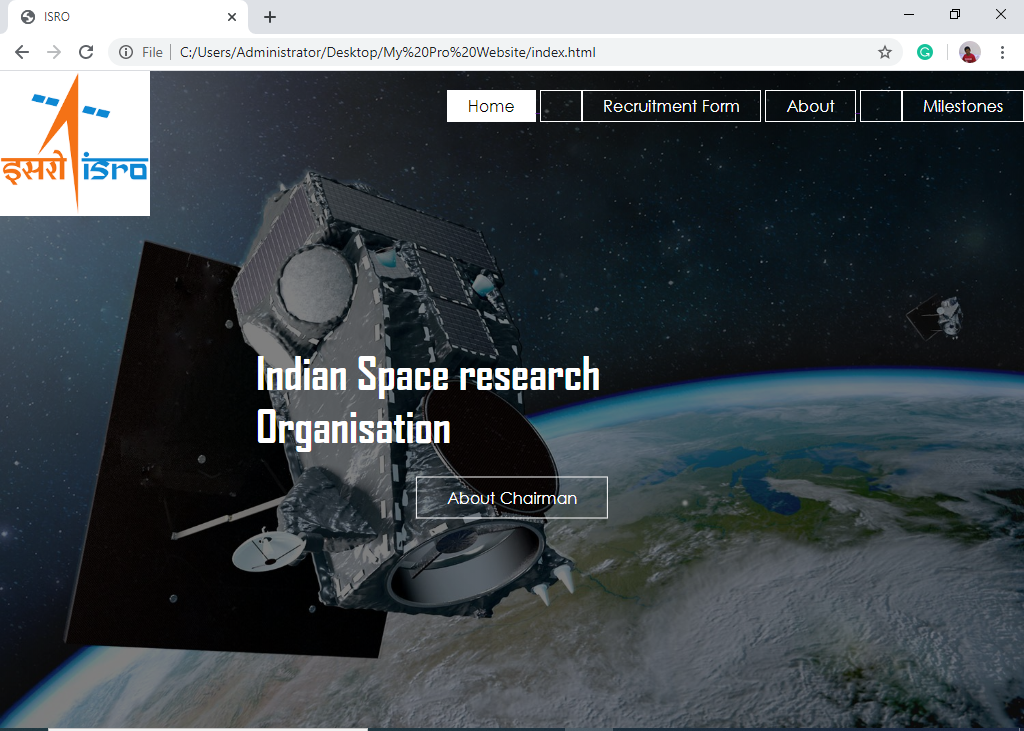 ISRO
File
C:/Users/Administrator/Desktop/My%20Pro%20Website/index.html
इसरो isro
Home
Recruitment Form
About
Milestones
Indian Space research
Organisation
About Chairman